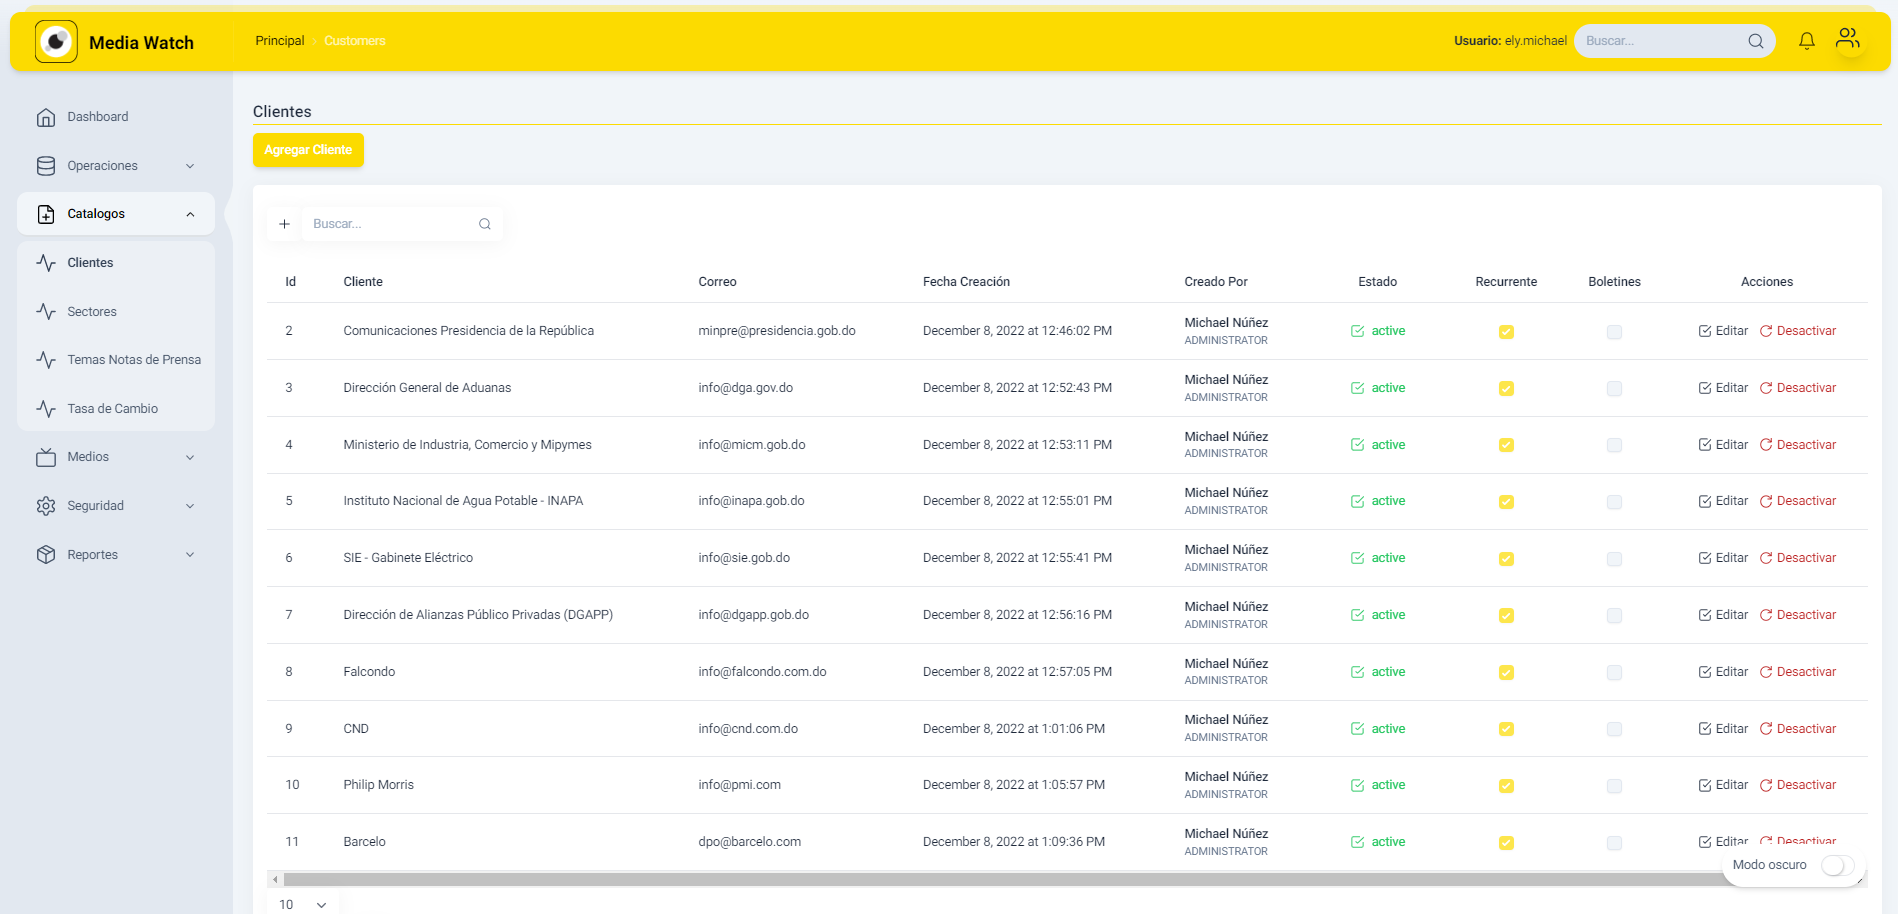 Media Watch
Principal › Customers
Usuario: ely.michael
Buscar...
Dashboard
Operaciones
Catalogos
Clientes
Sectores
Temas Notas de Prensa
Tasa de Cambio
Medios
Seguridad
Reportes
Clientes
Agregar Cliente
+ Buscar...
Id Cliente Correo Fecha Creación Creado Por Estado Recurrente Boletines Acciones
2 Comunicaciones Presidencia de la República minpre@presidencia.gob.do December 8, 2022 at 12:46:02 PM Michael Núñez active Editar Desactivar
ADMINISTRATOR
3 Dirección General de Aduanas info@dga.gov.do December 8, 2022 at 12:52:43 PM Michael Núñez active Editar Desactivar
ADMINISTRATOR
4 Ministerio de Industria, Comercio y Mipymes info@micm.gob.do December 8, 2022 at 12:53:11 PM Michael Núñez active Editar Desactivar
ADMINISTRATOR
5 Instituto Nacional de Agua Potable - INAPA info@inapa.gob.do December 8, 2022 at 12:55:01 PM Michael Núñez active Editar Desactivar
ADMINISTRATOR
6 SIE - Gabinete Eléctrico info@sie.gob.do December 8, 2022 at 12:55:41 PM Michael Núñez active Editar Desactivar
ADMINISTRATOR
7 Dirección de Alianzas Público Privadas (DGAPP) info@dgapp.gob.do December 8, 2022 at 12:56:16 PM Michael Núñez active Editar Desactivar
ADMINISTRATOR
8 Falcondo info@falcondo.com.do December 8, 2022 at 12:57:05 PM Michael Núñez active Editar Desactivar
ADMINISTRATOR
9 CND info@cnd.com.do December 8, 2022 at 1:01:06 PM Michael Núñez active Editar Desactivar
ADMINISTRATOR
10 Philip Morris info@pmi.com December 8, 2022 at 1:05:57 PM Michael Núñez active Editar Desactivar
ADMINISTRATOR
11 Barcelo dpo@barcelo.com December 8, 2022 at 1:09:36 PM Michael Núñez active Editar Desactivar
ADMINISTRATOR
Modo oscuro
10